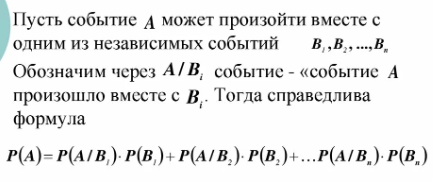 Пусть событие A может произойти вместе с
одним из независимых событий B₁,B₂,...,Bₙ
Обозначим через A/Bᵢ событие - «событие A
произошло вместе с Bᵢ. Тогда справедлива
формула
P(A)=P(A/B₁)·P(B₁)+P(A/B₂)·P(B₂)+…P(A/Bₙ)·P(Bₙ)